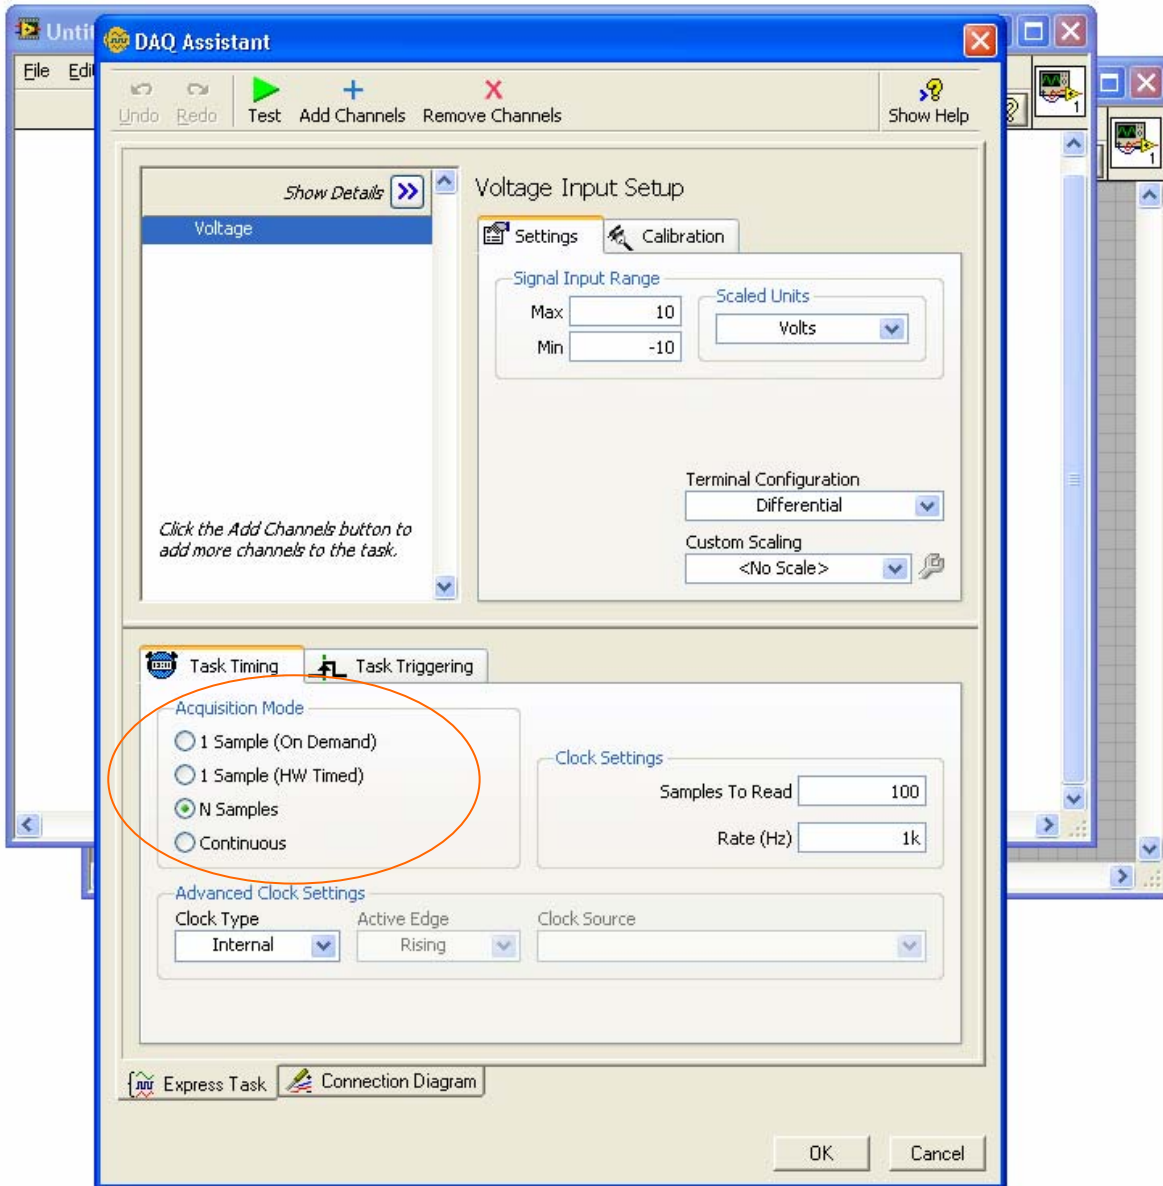 Unti
DAQ Assistant
File Edi
Undo Redo Test Add Channels Remove Channels Show Help
1
1
Show Details
Voltage
Click the Add Channels button to
add more channels to the task.
Voltage Input Setup
Settings Calibration
Signal Input Range
Max 10
Min -10
Scaled Units
Volts
Terminal Configuration
Differential
Custom Scaling
<No Scale>
Task Timing Task Triggering
Acquisition Mode
1 Sample (On Demand)
1 Sample (HW Timed)
N Samples
Continuous
Clock Settings
Samples To Read 100
Rate (Hz) 1k
Advanced Clock Settings
Clock Type Active Edge Clock Source
Internal Rising
Express Task Connection Diagram
OK Cancel